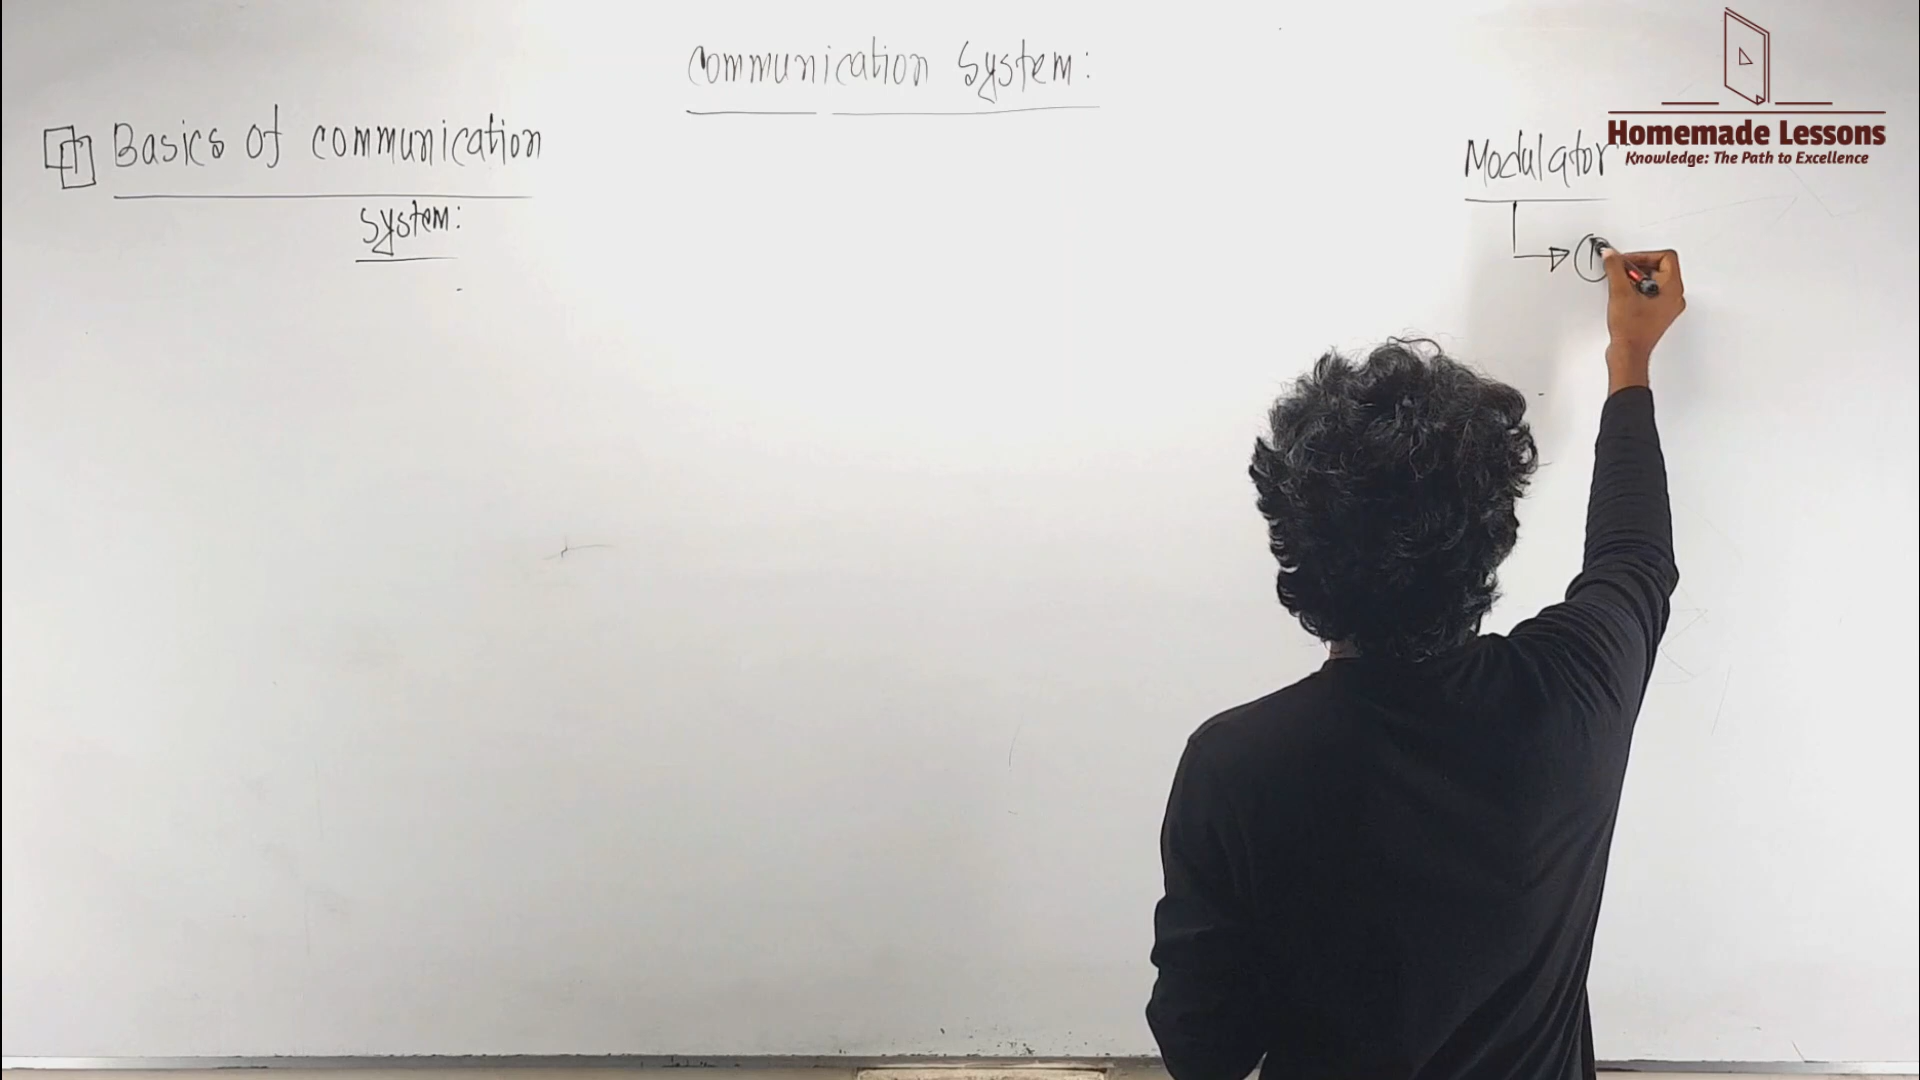 Communication System:
Basics of communication
System:
Modulator
Homemade Lessons
Knowledge: The Path to Excellence